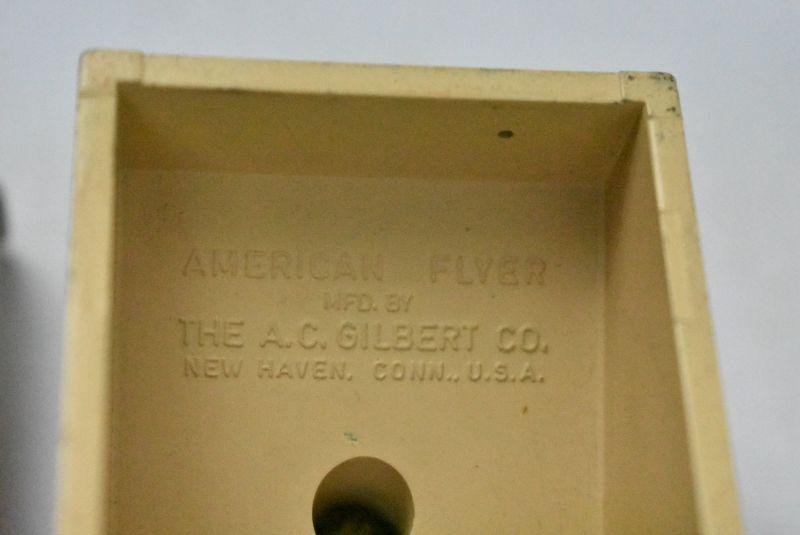 AMERICAN FLYER
MFD. BY
THE A.C. GILBERT CO.
NEW HAVEN, CONN., U.S.A.